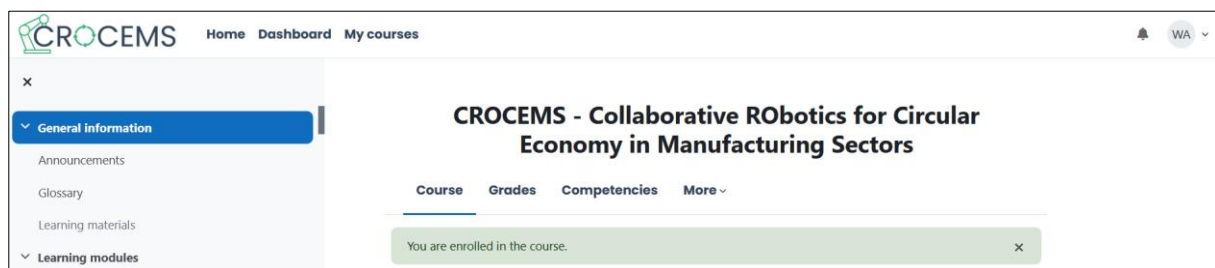 CROCEMS Home Dashboard My courses WA
General information
Announcements
Glossary
Learning materials
Learning modules
CROCEMS - Collaborative RObotics for Circular
Economy in Manufacturing Sectors
Course Grades Competencies More
You are enrolled in the course.